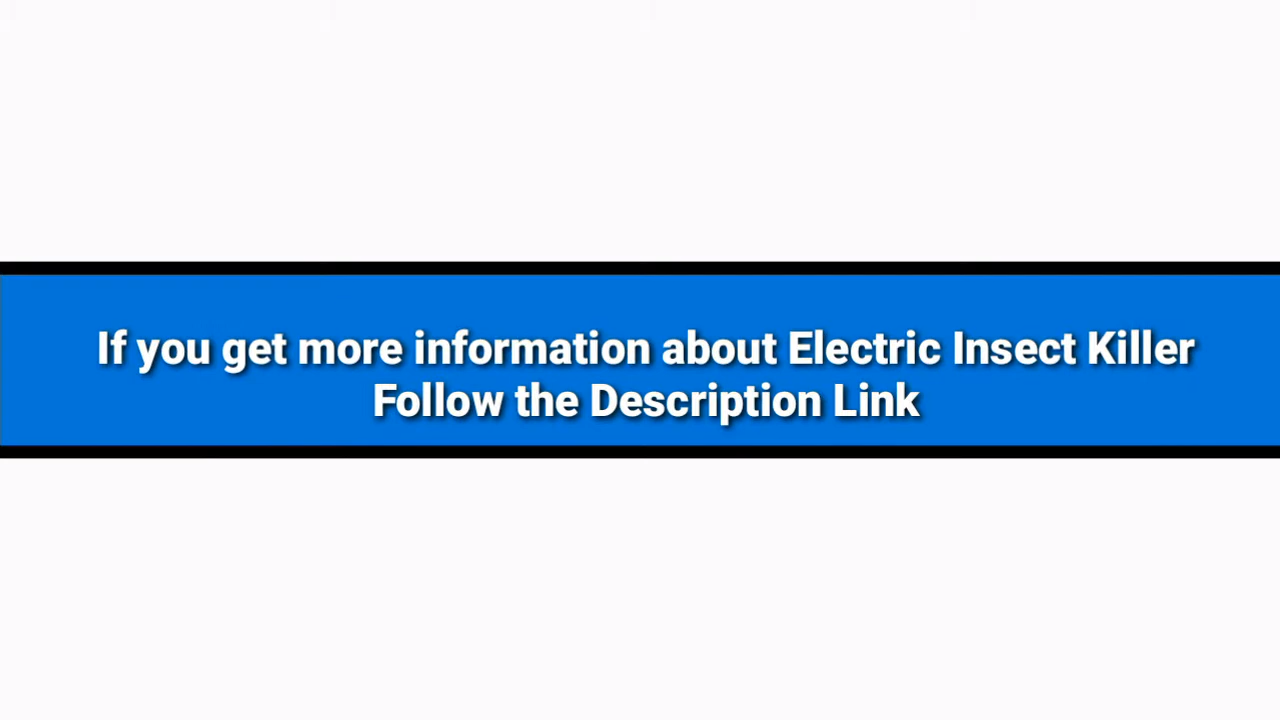 If you get more information about Electric Insect Killer
Follow the Description Link